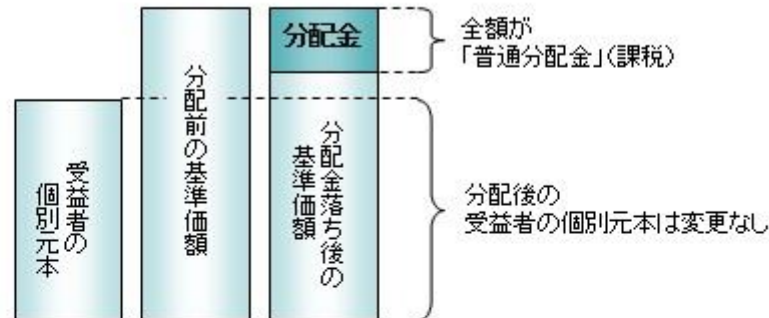 分配金
全額が
「普通分配金」(課税)
受益者の
個別元本
分配前の基準価額
分配金落ち後の
基準価額
分配後の
受益者の個別元本は変更なし